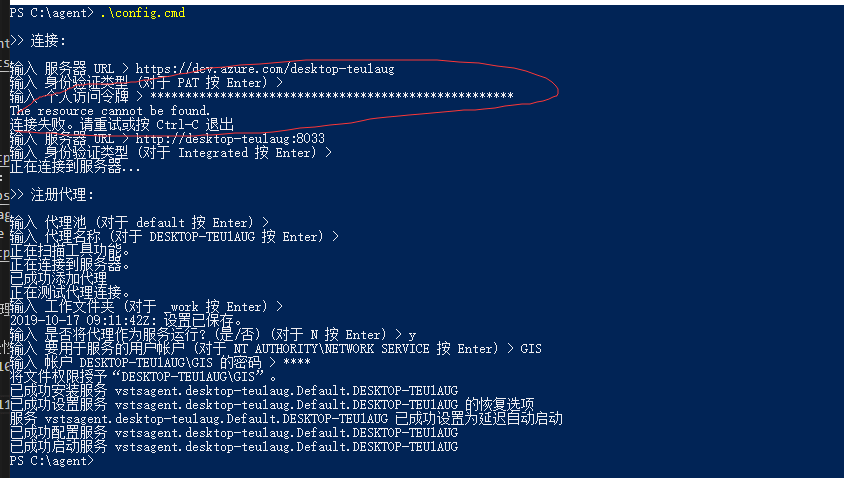 PS C:\agent> .\config.cmd
>> 连接:
输入 服务器 URL > https://dev.azure.com/desktop-teu1aug
输入 身份验证类型 (对于 PAT 按 Enter) >
输入 个人访问令牌 > ****************************************************
The resource cannot be found.
连接失败。请重试或按 Ctrl-C 退出
输入 服务器 URL > http://desktop-teu1aug:8033
输入 身份验证类型 (对于 Integrated 按 Enter) >
正在连接到服务器...
>> 注册代理:
输入 代理池 (对于 default 按 Enter) >
输入 代理名称 (对于 DESKTOP-TEU1AUG 按 Enter) >
正在扫描工具功能。
正在连接到服务器。
已成功添加代理
正在测试代理连接。
输入 工作文件夹 (对于 _work 按 Enter) >
2019-10-17 09:11:42Z: 设置已保存。
输入 是否将代理作为服务运行? (是/否) (对于 N 按 Enter) > y
输入 要用于服务的用户帐户 (对于 NT AUTHORITY\NETWORK SERVICE 按 Enter) > GIS
输入 帐户 DESKTOP-TEU1AUG\GIS 的密码 > ****
将文件权限授予“DESKTOP-TEU1AUG\GIS”。
已成功安装服务 vstsagent.desktop-teu1aug.Default.DESKTOP-TEU1AUG
已成功设置服务 vstsagent.desktop-teu1aug.Default.DESKTOP-TEU1AUG 的恢复选项
服务 vstsagent.desktop-teu1aug.Default.DESKTOP-TEU1AUG 已成功设置为延迟自动启动
已成功配置服务 vstsagent.desktop-teu1aug.Default.DESKTOP-TEU1AUG
已成功启动服务 vstsagent.desktop-teu1aug.Default.DESKTOP-TEU1AUG
PS C:\agent>